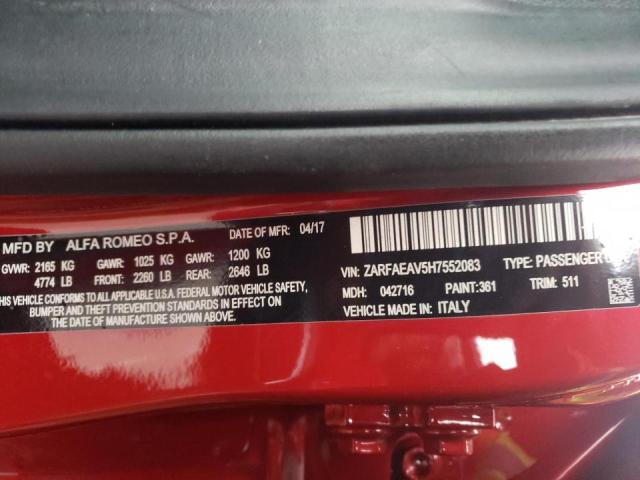 MFD BY ALFA ROMEO S.P.A. DATE OF MFR 04/17
GVWR: 2165 KG GAWR: 1025 KG GAWR: 1200 KG
4774 LB FRONT: 2260 LB REAR: 2646 LB
THIS VEHICLE CONFORMS TO ALL APPLICABLE U.S.A. FEDERAL MOTOR VEHICLE SAFETY,
BUMPER AND THEFT PREVENTION STANDARDS IN EFFECT ON
THE DATE OF MANUFACTURE SHOWN ABOVE.
VIN: ZARFAEAV5H7552083 TYPE: PASSENGER
MDH: 042716 PAINT: 361 TRIM: 511
VEHICLE MADE IN: ITALY